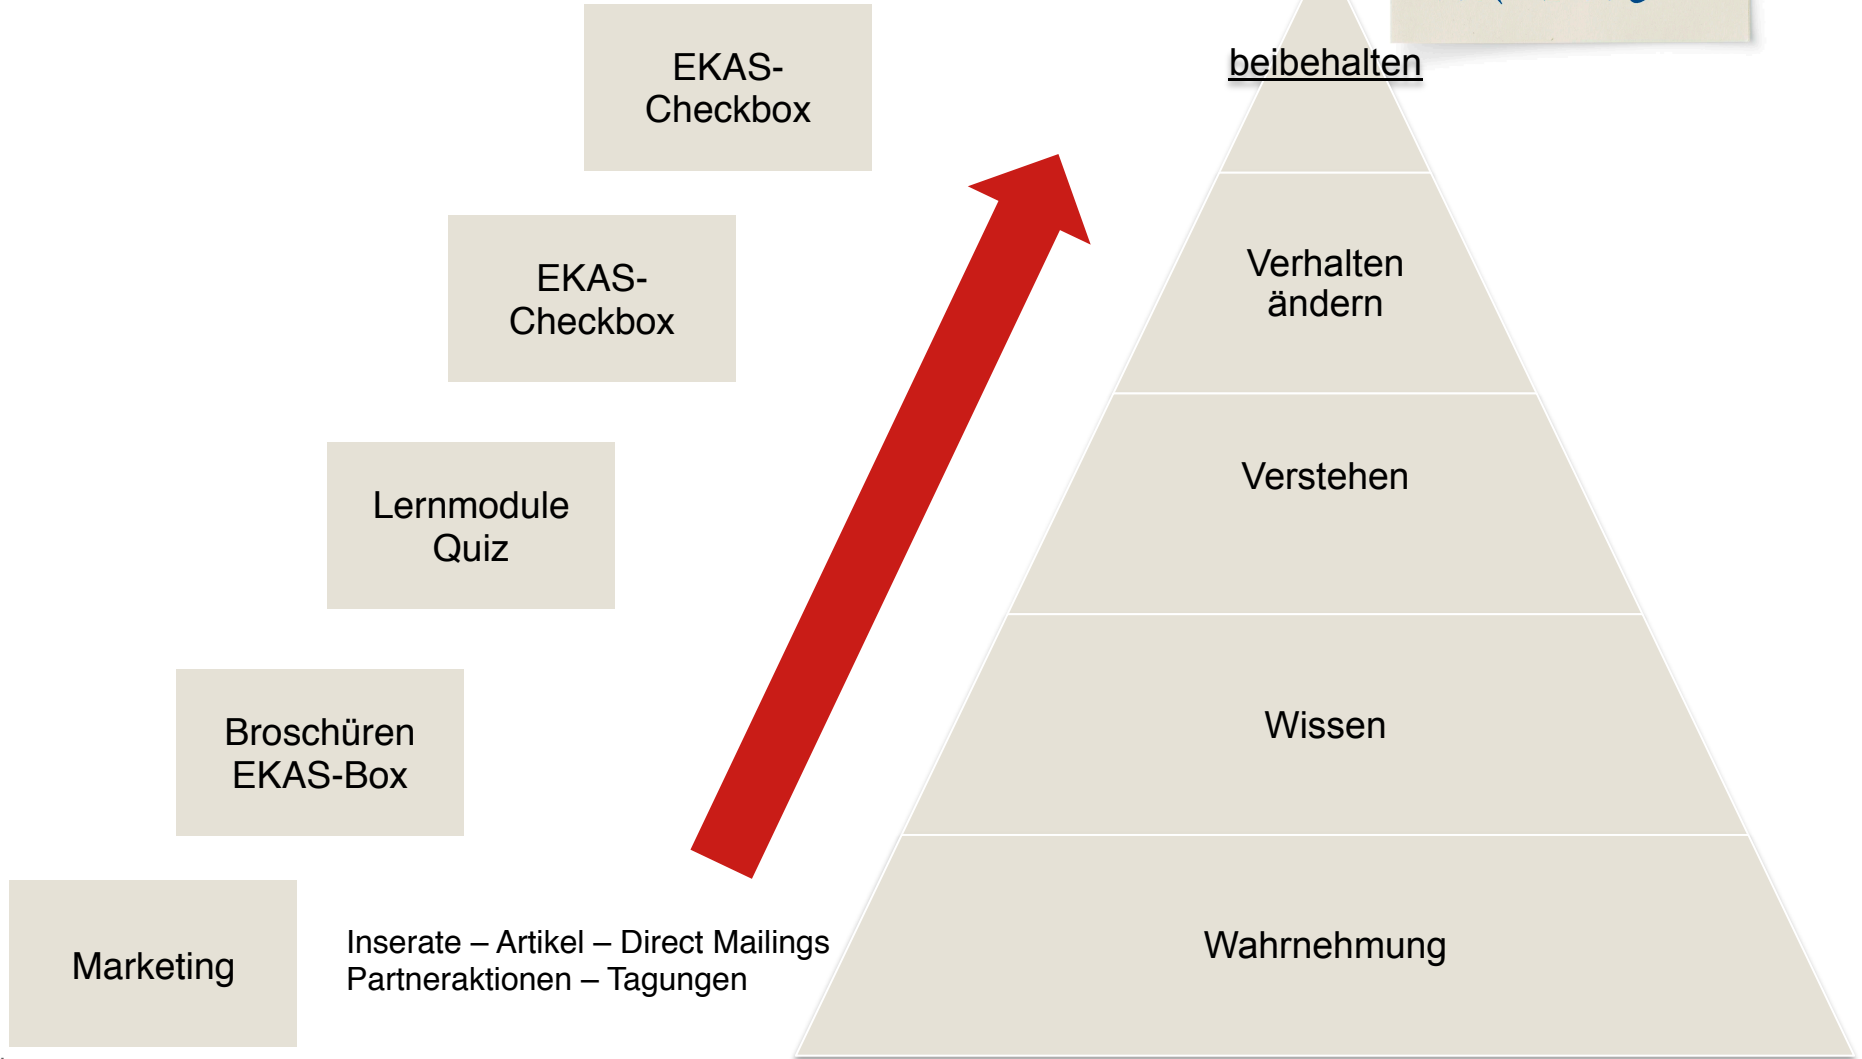 EKAS-
Checkbox
beibehalten
EKAS-
Checkbox
Verhalten
ändern
Lernmodule
Quiz
Verstehen
Broschüren
EKAS-Box
Wissen
Marketing
Inserate – Artikel – Direct Mailings
Partneraktionen – Tagungen
Wahrnehmung